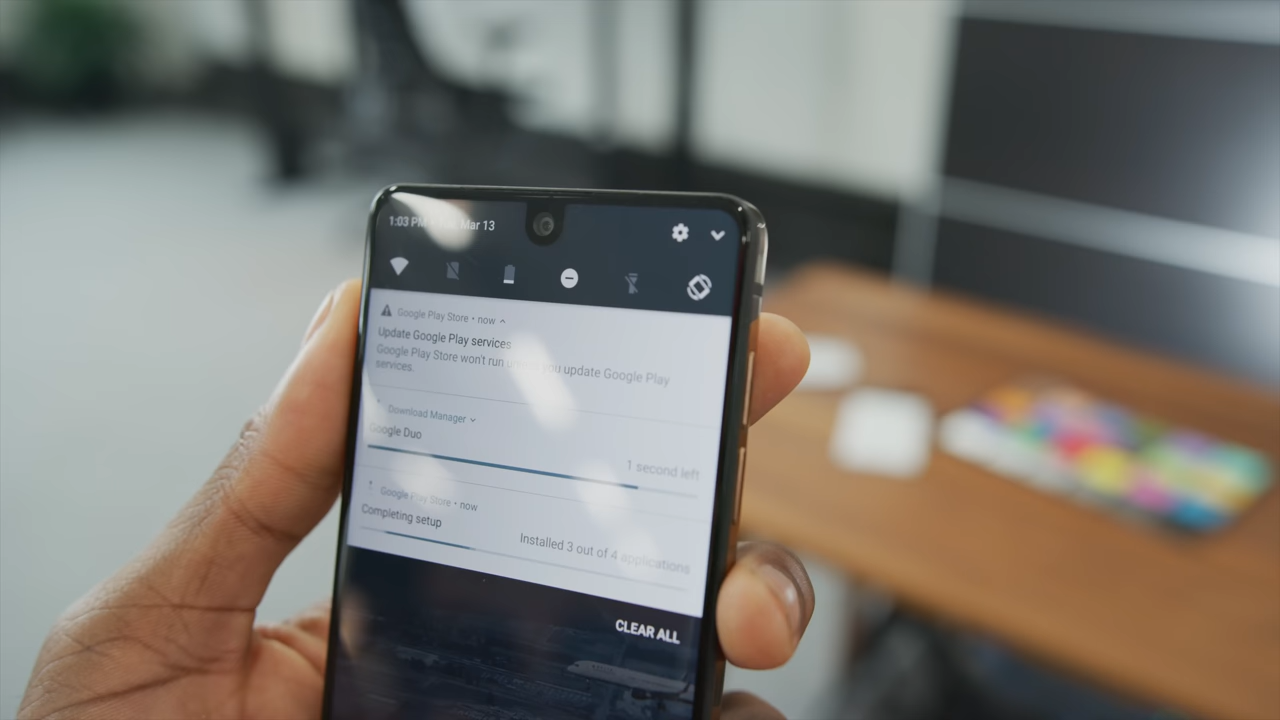 1:03 PM Mar 13
Google Play Store • now
Update Google Play services
Google Play Store won't run unless you update Google Play
services.
Download Manager
Google Duo
1 second left
Google Play Store • now
Completing setup
Installed 3 out of 4 applications
CLEAR ALL